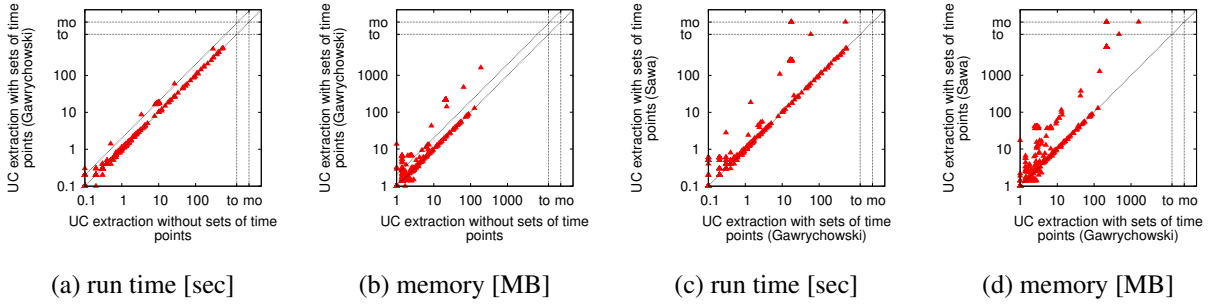 UC extraction with sets of time
points (Gawrychowski)
mo
to
100
10
1
0.1
0.1 1 10 100 to mo
UC extraction without sets of time
points
(a) run time [sec]
UC extraction with sets of time
points (Gawrychowski)
mo
to
1000
100
10
1
1 10 100 1000 to mo
UC extraction without sets of time
points
(b) memory [MB]
UC extraction with sets of time
points (Sawa)
mo
to
100
10
1
0.1
0.1 1 10 100 to mo
UC extraction with sets of time
points (Gawrychowski)
(c) run time [sec]
UC extraction with sets of time
points (Sawa)
mo
to
1000
100
10
1
1 10 100 1000 to mo
UC extraction with sets of time
points (Gawrychowski)
(d) memory [MB]